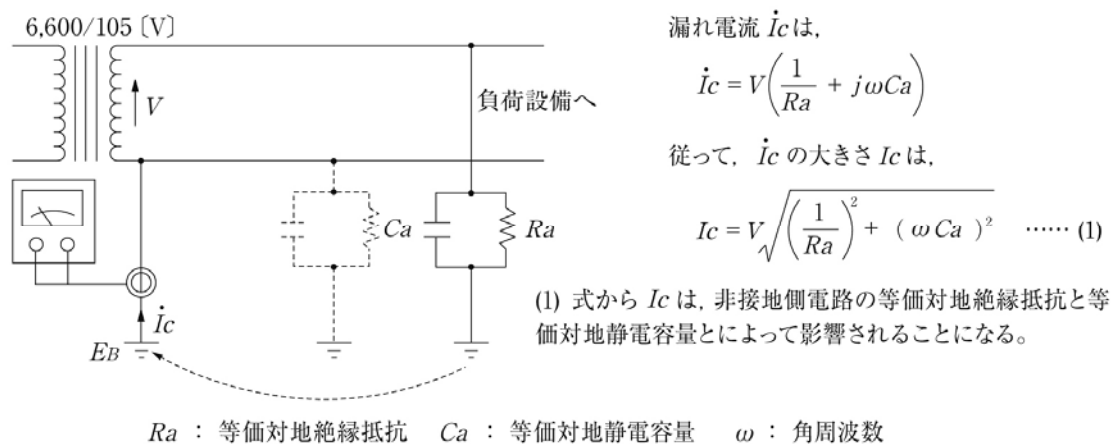 6,600/105〔V〕
V
負荷設備へ
Ca
Ra
İc
EB
漏れ電流 İc は,
İc = V(1/Ra + jωCa)
従って, İc の大きさ Ic は,
Ic = V√((1/Ra)² + (ωCa)²) ⋯⋯ (1)
(1) 式から Ic は, 非接地側電路の等価対地絶縁抵抗と等
価対地静電容量とによって影響されることになる。
Ra : 等価対地絶縁抵抗 Ca : 等価対地静電容量 ω : 角周波数